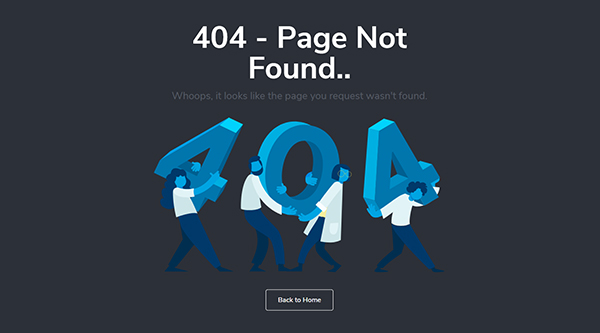 404 - Page Not
Found..
Whoops, it looks like the page you request wasn't found.
404
Back to Home